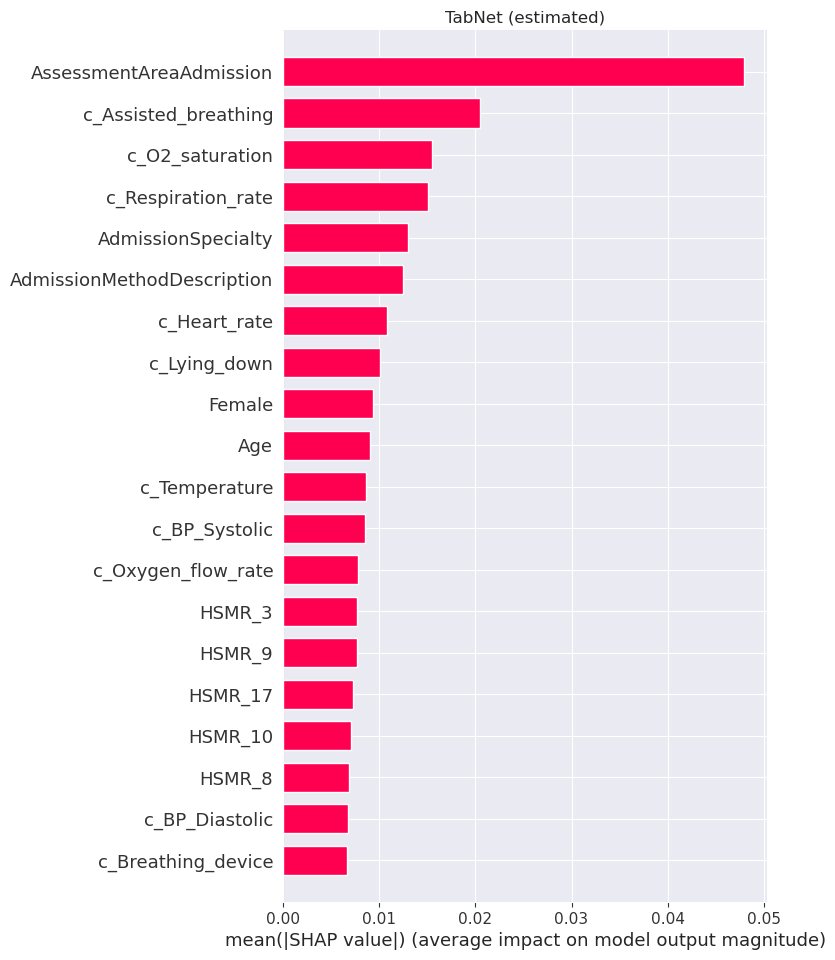 TabNet (estimated)
AssessmentAreaAdmission
c_Assisted_breathing
c_O2_saturation
c_Respiration_rate
AdmissionSpecialty
AdmissionMethodDescription
c_Heart_rate
c_Lying_down
Female
Age
c_Temperature
c_BP_Systolic
c_Oxygen_flow_rate
HSMR_3
HSMR_9
HSMR_17
HSMR_10
HSMR_8
c_BP_Diastolic
c_Breathing_device
0.00 0.01 0.02 0.03 0.04 0.05
mean(|SHAP value|) (average impact on model output magnitude)